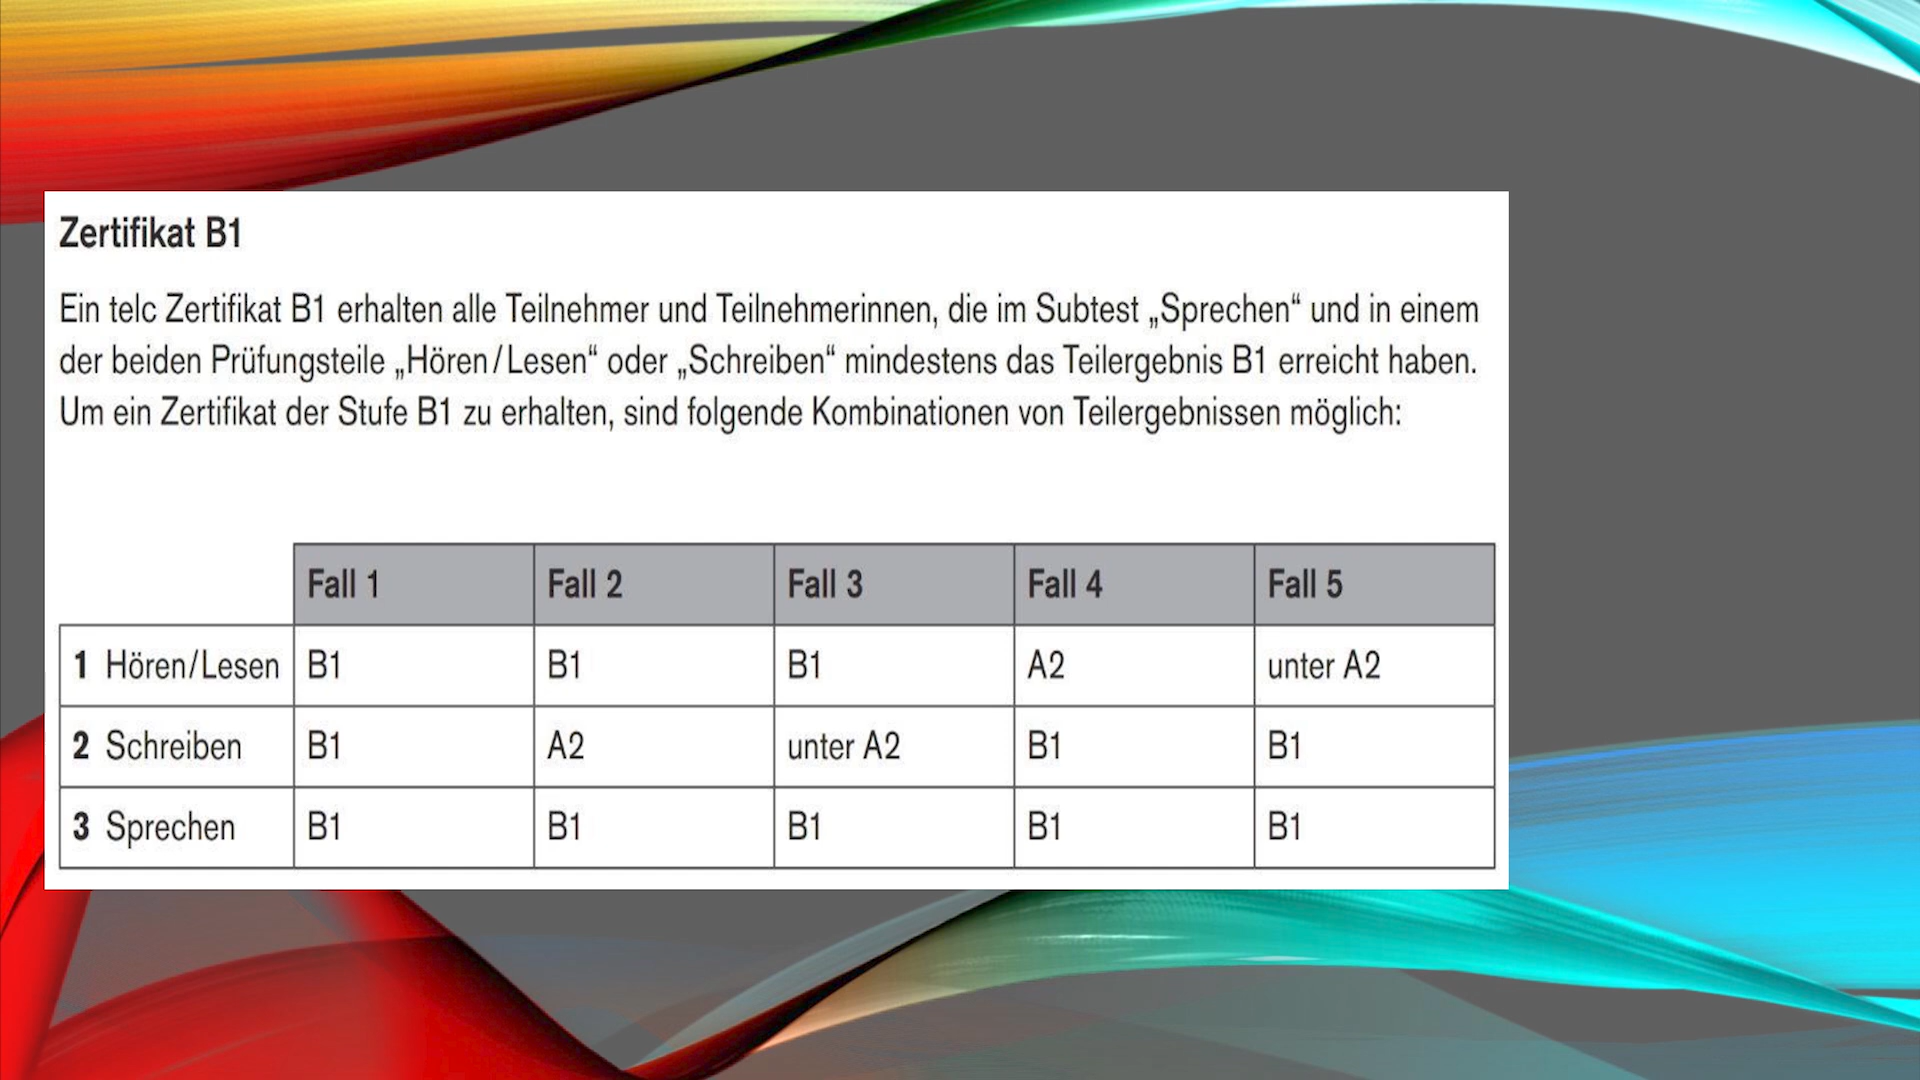 Zertifikat B1
Ein telc Zertifikat B1 erhalten alle Teilnehmer und Teilnehmerinnen, die im Subtest „Sprechen“ und in einem
der beiden Prüfungsteile „Hören/Lesen“ oder „Schreiben“ mindestens das Teilergebnis B1 erreicht haben.
Um ein Zertifikat der Stufe B1 zu erhalten, sind folgende Kombinationen von Teilergebnissen möglich:
Fall 1 Fall 2 Fall 3 Fall 4 Fall 5
1 Hören/Lesen B1 B1 B1 A2 unter A2
2 Schreiben B1 A2 unter A2 B1 B1
3 Sprechen B1 B1 B1 B1 B1